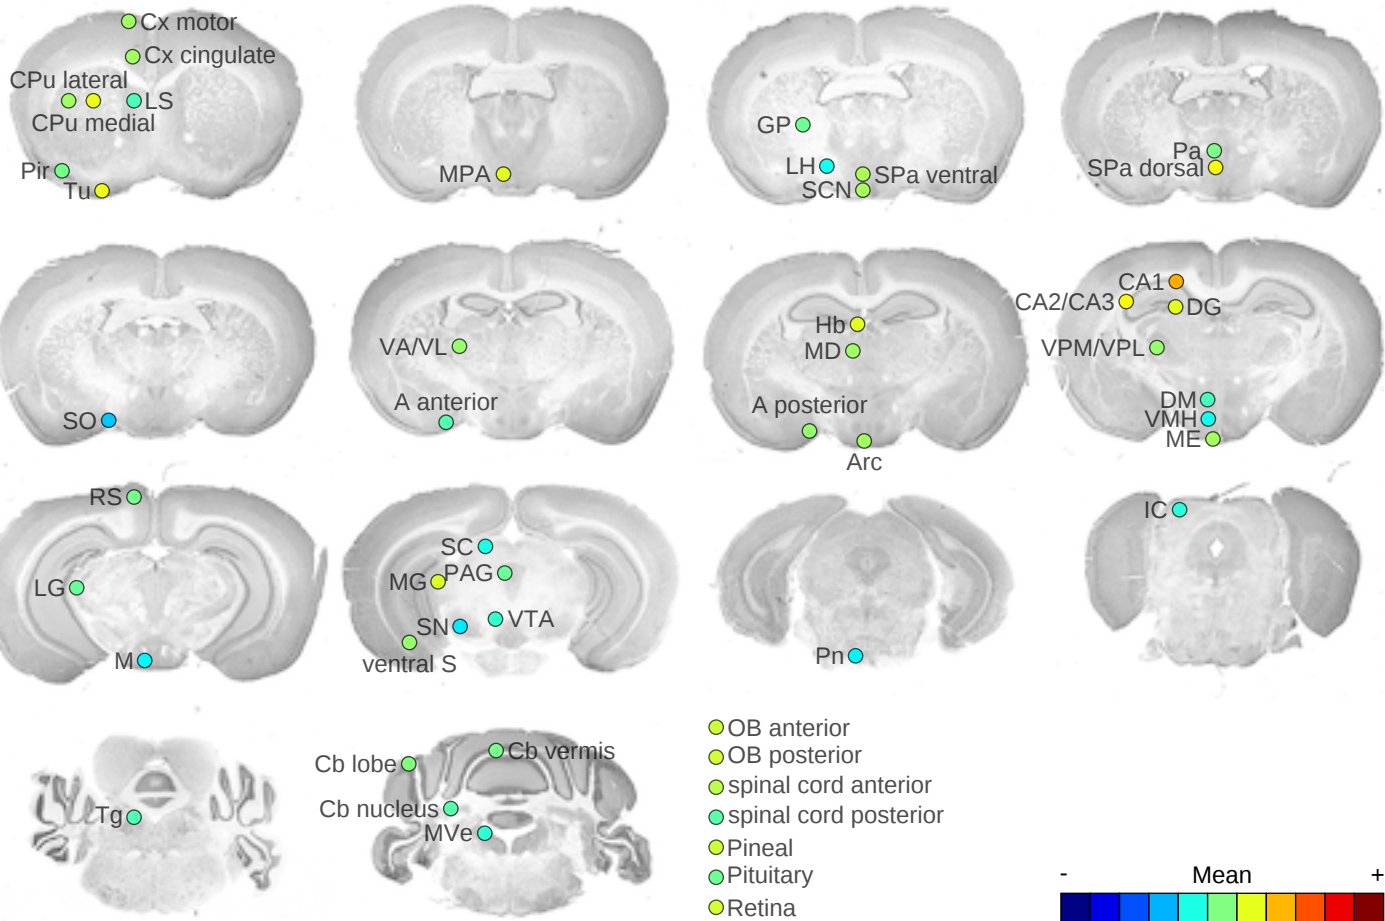 Cx motor
Cx cingulate
CPu lateral
LS
CPu medial
Pir
Tu
MPA
GP
LH
SPa ventral
SCN
Pa
SPa dorsal
SO
VA/VL
A anterior
Hb
MD
A posterior
Arc
CA1
CA2/CA3
DG
VPM/VPL
DM
VMH
ME
RS
LG
M
SC
PAG
MG
VTA
SN
ventral S
Pn
IC
Tg
Cb vermis
Cb lobe
Cb nucleus
MVe
OB anterior
OB posterior
spinal cord anterior
spinal cord posterior
Pineal
Pituitary
Retina
- Mean +